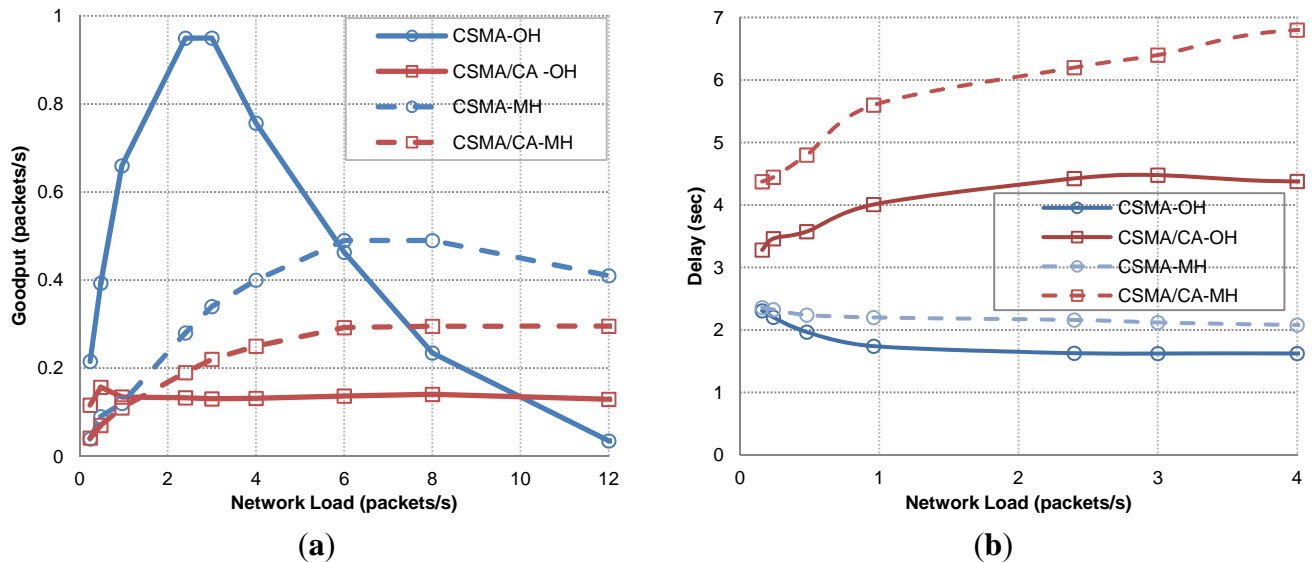 1
0.8
0.6
0.4
0.2
0
0 2 4 6 8 10 12
Goodput (packets/s)
Network Load (packets/s)
CSMA-OH
CSMA/CA -OH
CSMA-MH
CSMA/CA-MH
(a)
7
6
5
4
3
2
1
0
0 1 2 3 4
Delay (sec)
Network Load (packets/s)
CSMA-OH
CSMA/CA-OH
CSMA-MH
CSMA/CA-MH
(b)